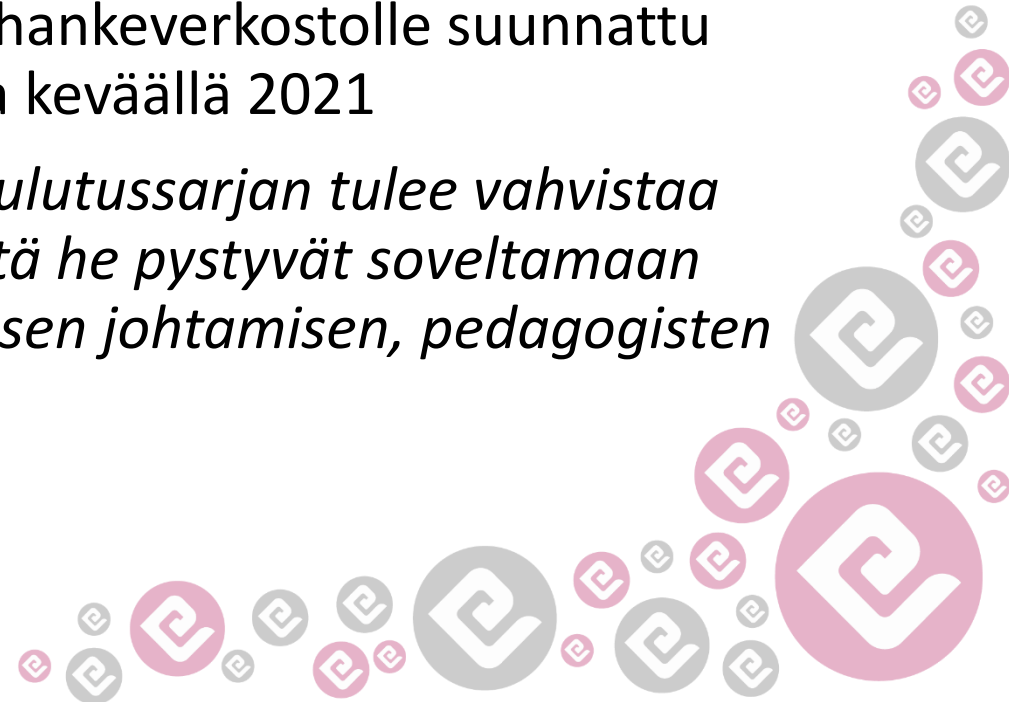 hankeverkostolle suunnattu
keväällä 2021
ulutussarjan tulee vahvistaa
tä he pystyvät soveltamaan
sen johtamisen, pedagogisten